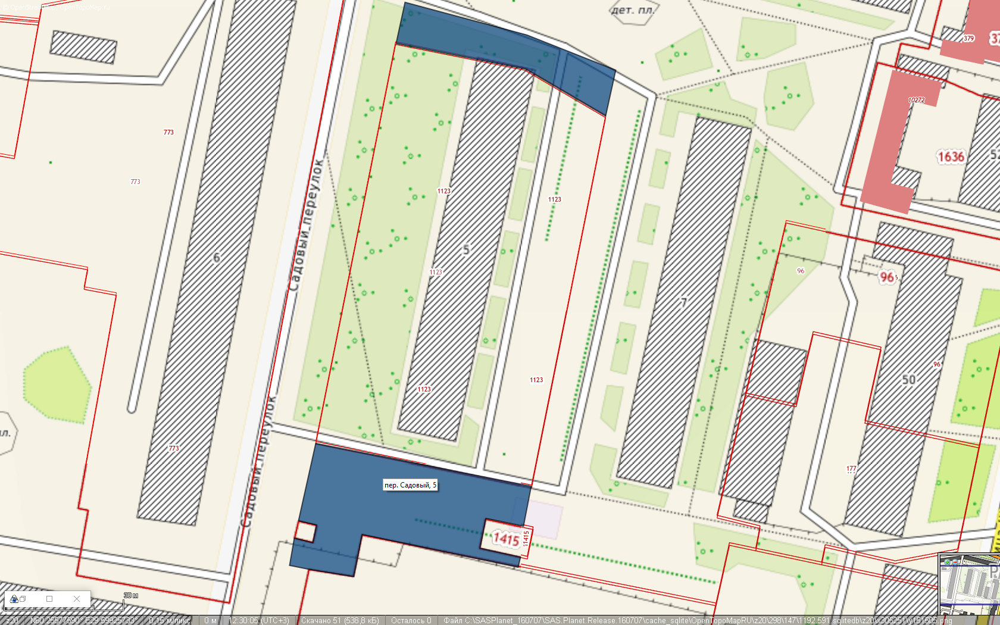 © OpenStreetMap, OpenTopoMap.ru
дет. пл.
379
10272
773
1636
773
Садовый переулок
1123
1123
6
5
1123
96
96
7
96
50
1123
1123
Садовый переулок
пл.
773
177
пер. Садовый, 5
1415
1415
30 м
z20
N60.25577590° E29.59925733°
0,15 м/пикс.
0 м
12:30:05 (UTC+3)
Скачано 51 (538,8 кБ)
Осталось 0
Файл C:\SASPlanet_160707\SAS.Planet.Release.160707\cache_sqlite\OpenTopoMapRU\z20\298\147\1192.591.sqlitedb\z20\x305251\y151505.png